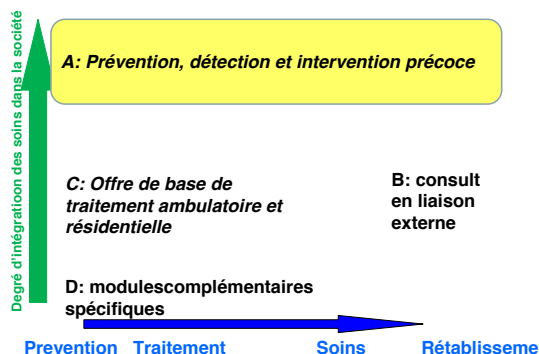 Degré d'intégratioon des soins dans la société
A: Prévention, détection et intervention précoce
C: Offre de base de
traitement ambulatoire et
résidentielle
B: consult
en liaison
externe
D: modulescomplémentaires
spécifiques
Prevention Traitement Soins Rétablisseme